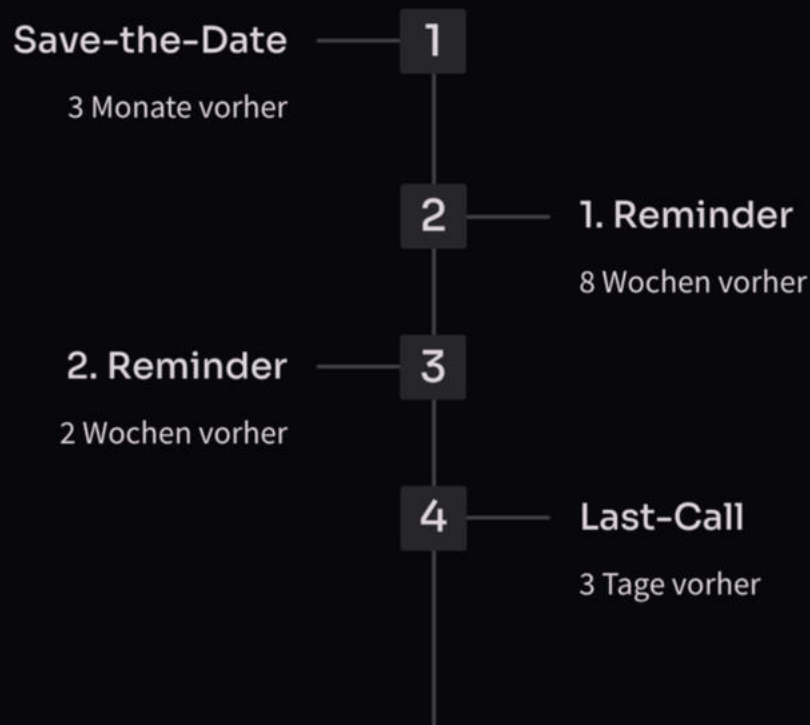 Save-the-Date
1
3 Monate vorher
2
1. Reminder
8 Wochen vorher
2. Reminder
3
2 Wochen vorher
4
Last-Call
3 Tage vorher